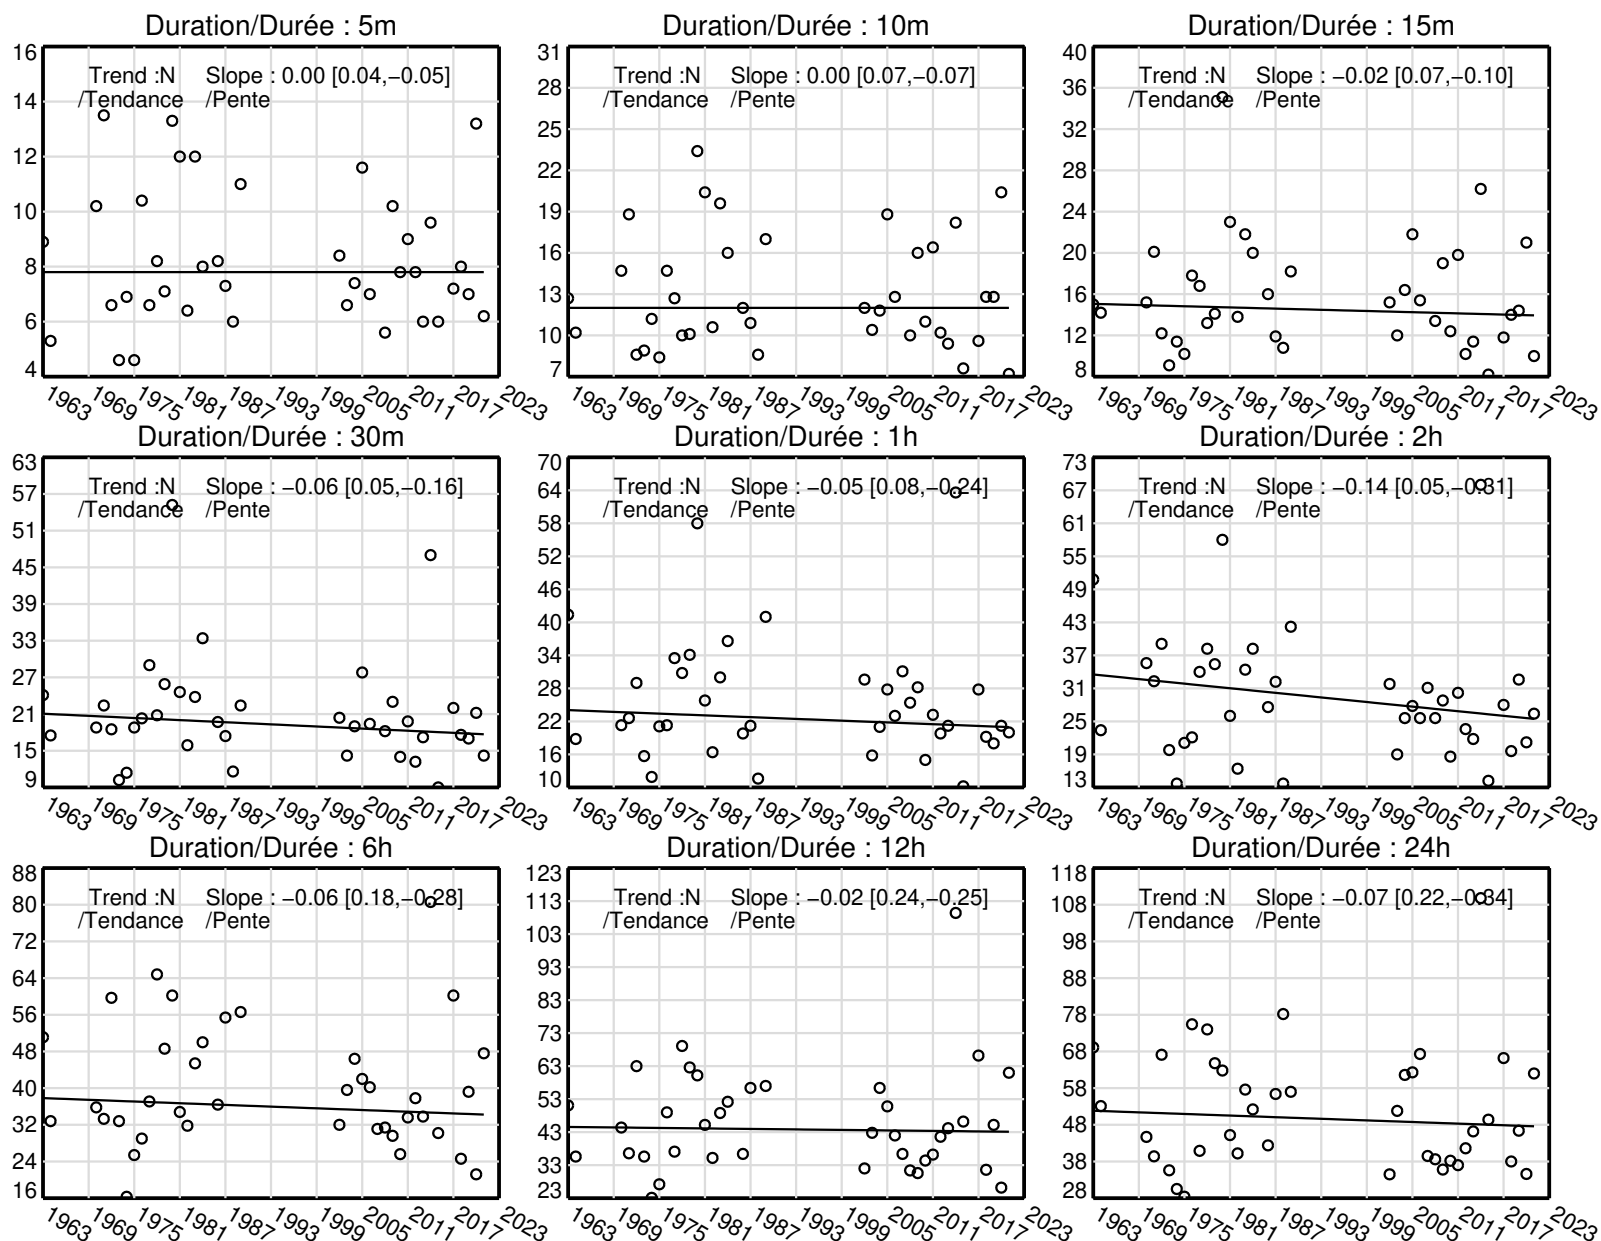 Duration/Durée : 5m
16
14
12
10
8
6
4
Trend :N Slope : 0.00 [0.04,−0.05]
/Tendance /Pente
1963 1969 1975 1981 1987 1993 1999 2005 2011 2017 2023
Duration/Durée : 10m
31
28
25
22
19
16
13
10
7
Trend :N Slope : 0.00 [0.07,−0.07]
/Tendance /Pente
1963 1969 1975 1981 1987 1993 1999 2005 2011 2017 2023
Duration/Durée : 15m
40
36
32
28
24
20
16
12
8
Trend :N Slope : −0.02 [0.07,−0.10]
/Tendance /Pente
1963 1969 1975 1981 1987 1993 1999 2005 2011 2017 2023
Duration/Durée : 30m
63
57
51
45
39
33
27
21
15
9
Trend :N Slope : −0.06 [0.05,−0.16]
/Tendance /Pente
1963 1969 1975 1981 1987 1993 1999 2005 2011 2017 2023
Duration/Durée : 1h
70
64
58
52
46
40
34
28
22
16
10
Trend :N Slope : −0.05 [0.08,−0.24]
/Tendance /Pente
1963 1969 1975 1981 1987 1993 1999 2005 2011 2017 2023
Duration/Durée : 2h
73
67
61
55
49
43
37
31
25
19
13
Trend :N Slope : −0.14 [0.05,−0.31]
/Tendance /Pente
1963 1969 1975 1981 1987 1993 1999 2005 2011 2017 2023
Duration/Durée : 6h
88
80
72
64
56
48
40
32
24
16
Trend :N Slope : −0.06 [0.18,−0.28]
/Tendance /Pente
1963 1969 1975 1981 1987 1993 1999 2005 2011 2017 2023
Duration/Durée : 12h
123
113
103
93
83
73
63
53
43
33
23
Trend :N Slope : −0.02 [0.24,−0.25]
/Tendance /Pente
1963 1969 1975 1981 1987 1993 1999 2005 2011 2017 2023
Duration/Durée : 24h
118
108
98
88
78
68
58
48
38
28
Trend :N Slope : −0.07 [0.22,−0.34]
/Tendance /Pente
1963 1969 1975 1981 1987 1993 1999 2005 2011 2017 2023